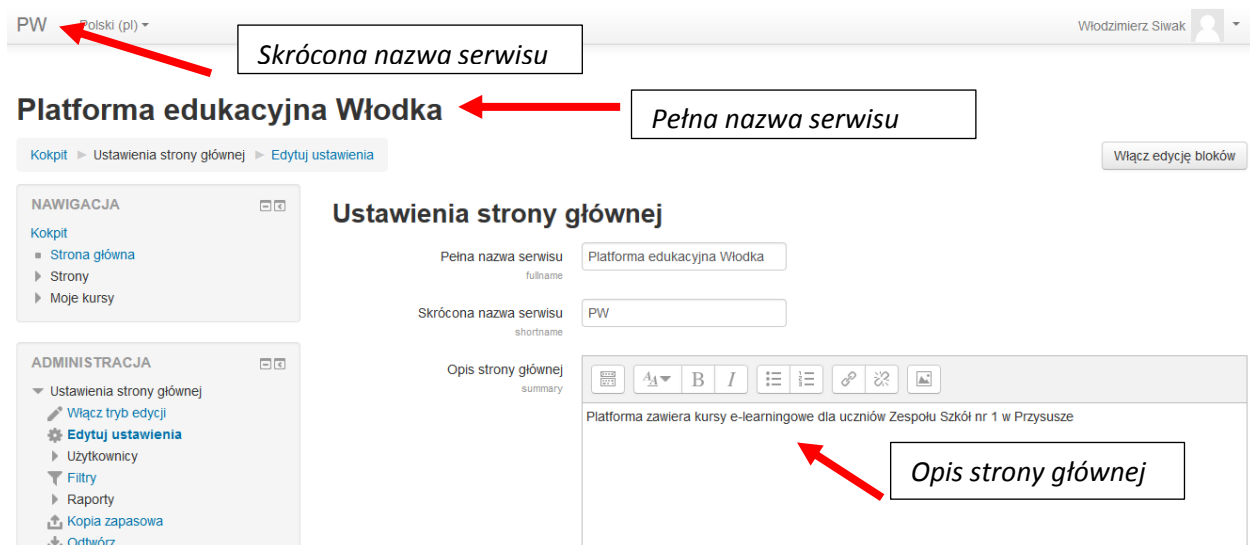 PW Polski (pl) Włodzimierz Siwak
Skrócona nazwa serwisu
Platforma edukacyjna Włodka
Pełna nazwa serwisu
Kokpit Ustawienia strony głównej Edytuj ustawienia Włącz edycję bloków
NAWIGACJA
Kokpit
Strona główna
Strony
Moje kursy
ADMINISTRACJA
Ustawienia strony głównej
Włącz tryb edycji
Edytuj ustawienia
Użytkownicy
Filtry
Raporty
Kopia zapasowa
Odtwórz
Ustawienia strony głównej
Pełna nazwa serwisu Platforma edukacyjna Włodka
fullname
Skrócona nazwa serwisu PW
shortname
Opis strony głównej
summary
Platforma zawiera kursy e-learningowe dla uczniów Zespołu Szkół nr 1 w Przysusze
Opis strony głównej